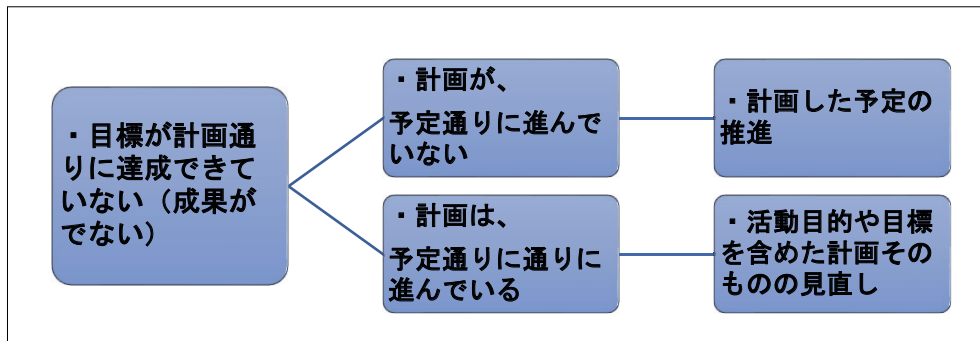 ・目標が計画通
りに達成できて
いない（成果が
でない）
・計画が、
予定通りに進んで
いない
・計画した予定の
推進
・計画は、
予定通りに通りに
進んでいる
・活動目的や目標
を含めた計画その
ものの見直し